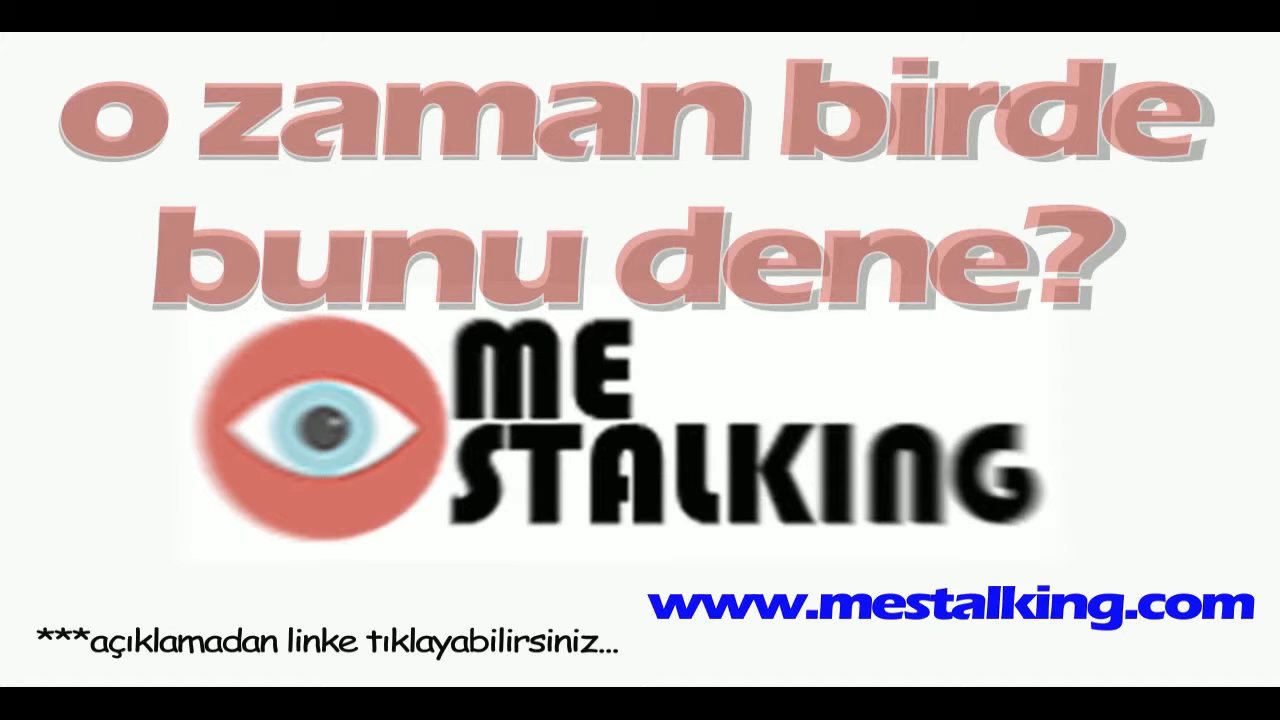 o zaman birde
bunu dene?
ME
STALKING
www.mestalking.com
***açıklamadan linke tıklayabilirsiniz...